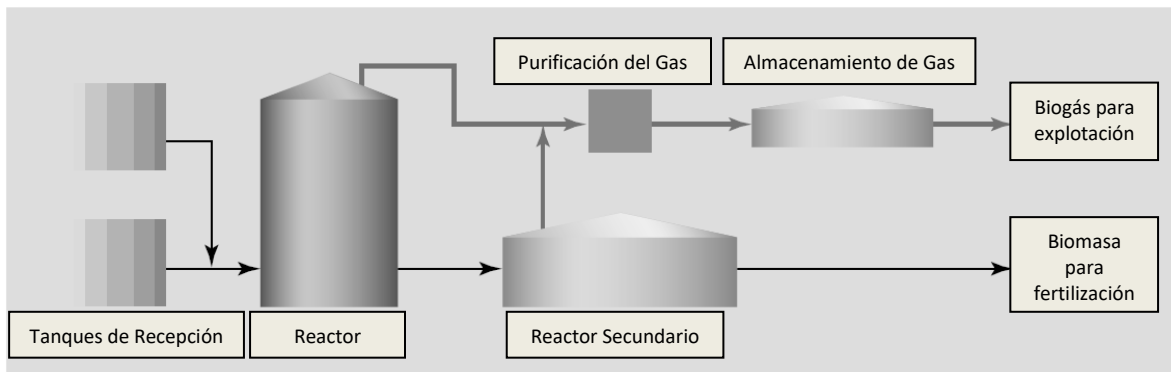 Purificación del Gas
Almacenamiento de Gas
Biogás para
explotación
Biomasa
para
fertilización
Tanques de Recepción
Reactor
Reactor Secundario